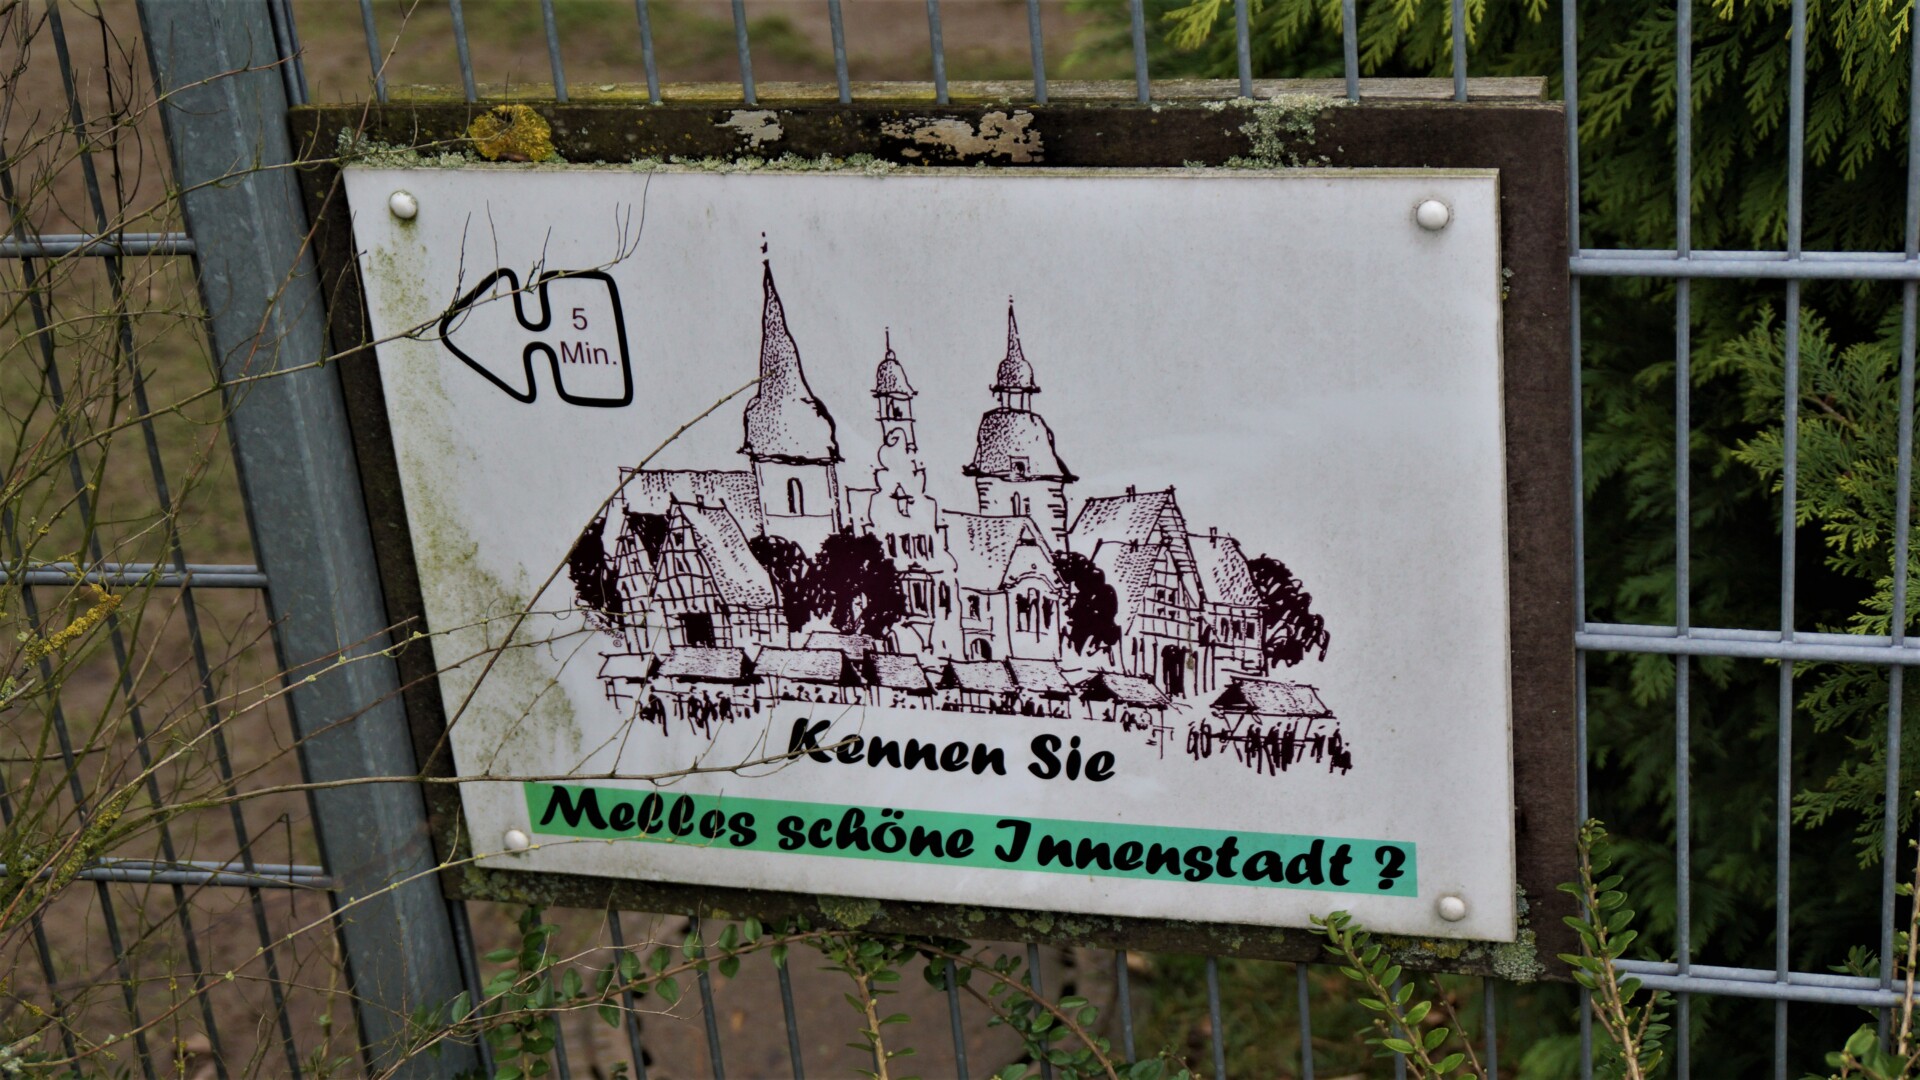 5
Min.
Kennen Sie
Melles schöne Innenstadt ?